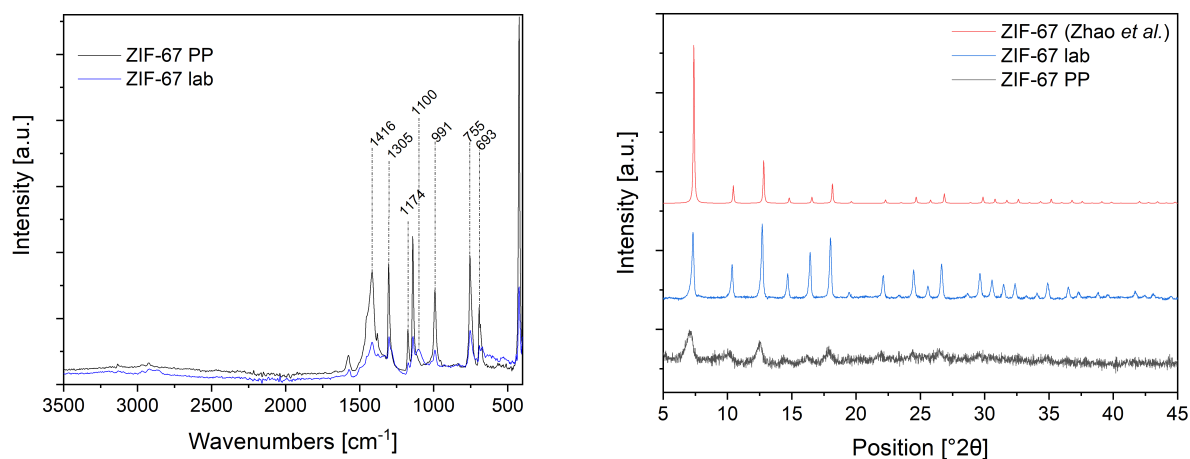 ZIF-67 PP
ZIF-67 lab
1416
1305
1174
1100
991
755
693
Intensity [a.u.]
3500 3000 2500 2000 1500 1000 500
Wavenumbers [cm-1]
ZIF-67 (Zhao et al.)
ZIF-67 lab
ZIF-67 PP
Intensity [a.u.]
5 10 15 20 25 30 35 40 45
Position [°2θ]